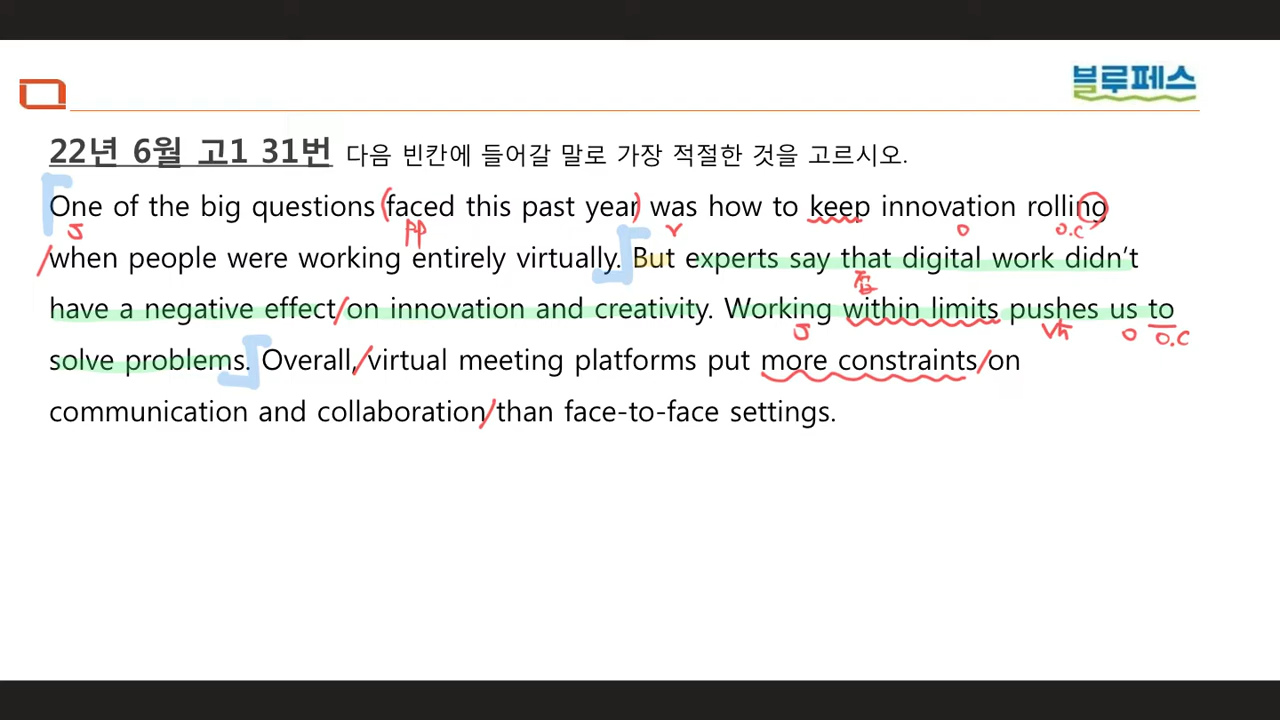 블루페스
22년 6월 고1 31번 다음 빈칸에 들어갈 말로 가장 적절한 것을 고르시오.
One of the big questions (faced this past year) was how to keep innovation rolling
S pp v o o.c
/when people were working entirely virtually. But experts say that digital work didn't
접
have a negative effect/on innovation and creativity. Working within limits pushes us to
S v5 o o.c
solve problems. Overall,/virtual meeting platforms put more constraints/on
communication and collaboration/than face-to-face settings.